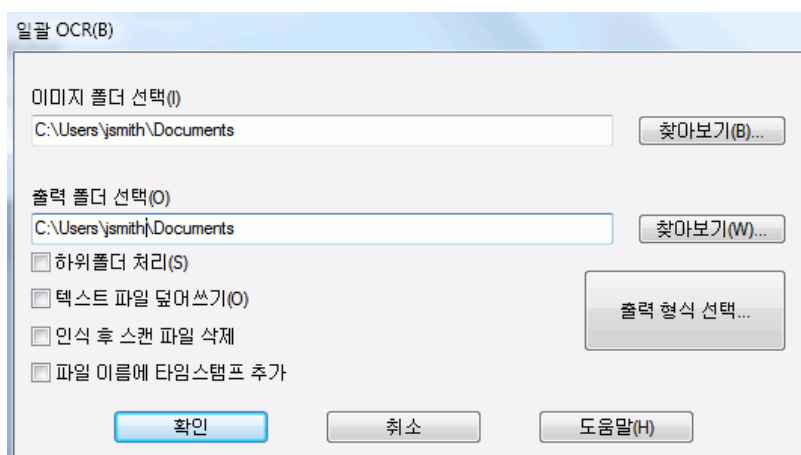 일괄 OCR(B)
이미지 폴더 선택(I)
C:\Users\jsmith\Documents
찾아보기(B)...
출력 폴더 선택(O)
C:\Users\jsmith\Documents
찾아보기(W)...
하위폴더 처리(S)
텍스트 파일 덮어쓰기(O)
출력 형식 선택...
인식 후 스캔 파일 삭제
파일 이름에 타임스탬프 추가
확인
취소
도움말(H)